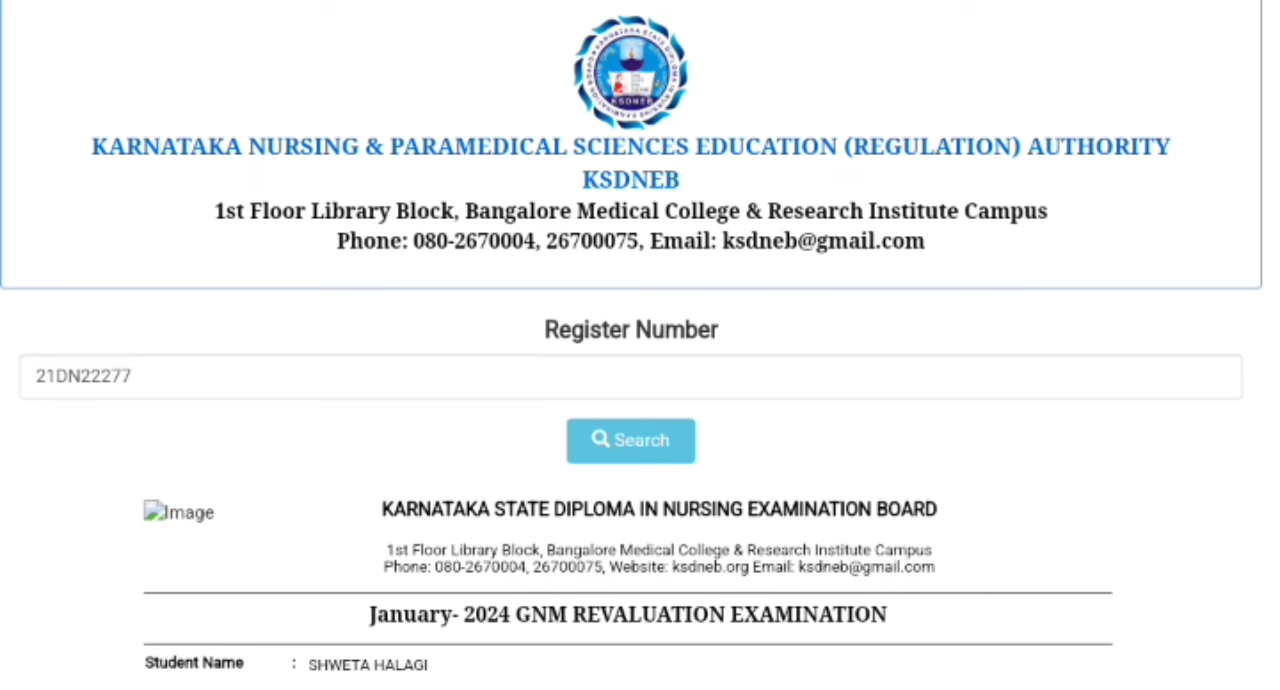 KSDNEB
KARNATAKA NURSING & PARAMEDICAL SCIENCES EDUCATION (REGULATION) AUTHORITY
KSDNEB
1st Floor Library Block, Bangalore Medical College & Research Institute Campus
Phone: 080-2670004, 26700075, Email: ksdneb@gmail.com
Register Number
21DN22277
Search
Image
KARNATAKA STATE DIPLOMA IN NURSING EXAMINATION BOARD
1st Floor Library Block, Bangalore Medical College & Research Institute Campus
Phone: 080-2670004, 26700075, Website: ksdneb.org Email: ksdneb@gmail.com
January- 2024 GNM REVALUATION EXAMINATION
Student Name : SHWETA HALAGI